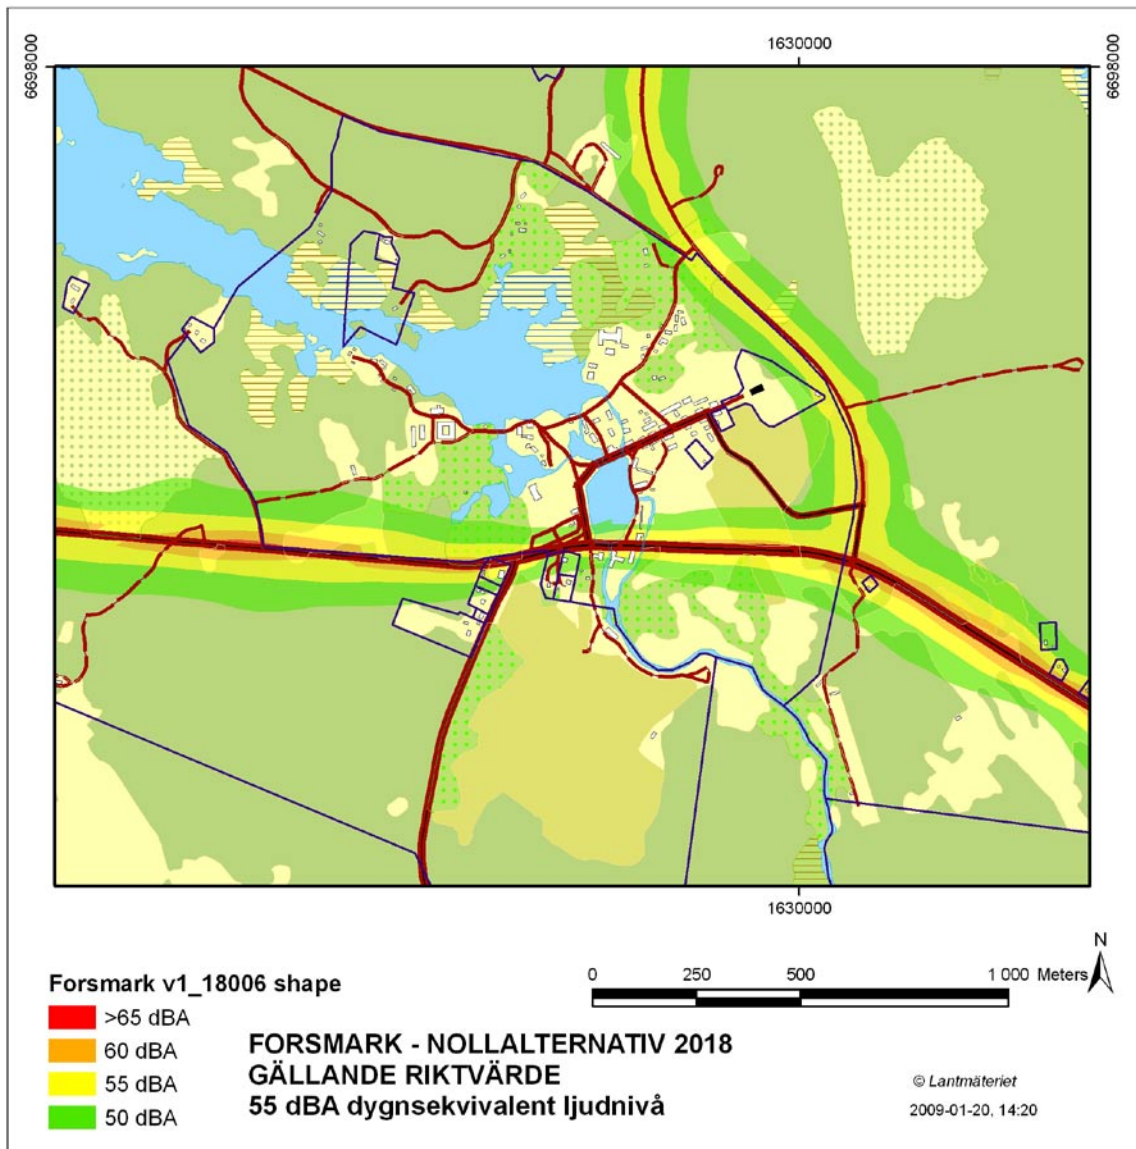 1630000
6698000
6698000
1630000
N
Forsmark v1_18006 shape
>65 dBA
60 dBA
55 dBA
50 dBA
0 250 500 1 000 Meters
FORSMARK - NOLLALTERNATIV 2018
GÄLLANDE RIKTVÄRDE
55 dBA dygnsekvivalent ljudnivå
© Lantmäteriet
2009-01-20, 14:20